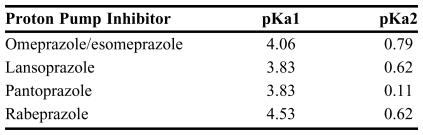 Proton Pump Inhibitor pKa1 pKa2
Omeprazole/esomeprazole 4.06 0.79
Lansoprazole 3.83 0.62
Pantoprazole 3.83 0.11
Rabeprazole 4.53 0.62